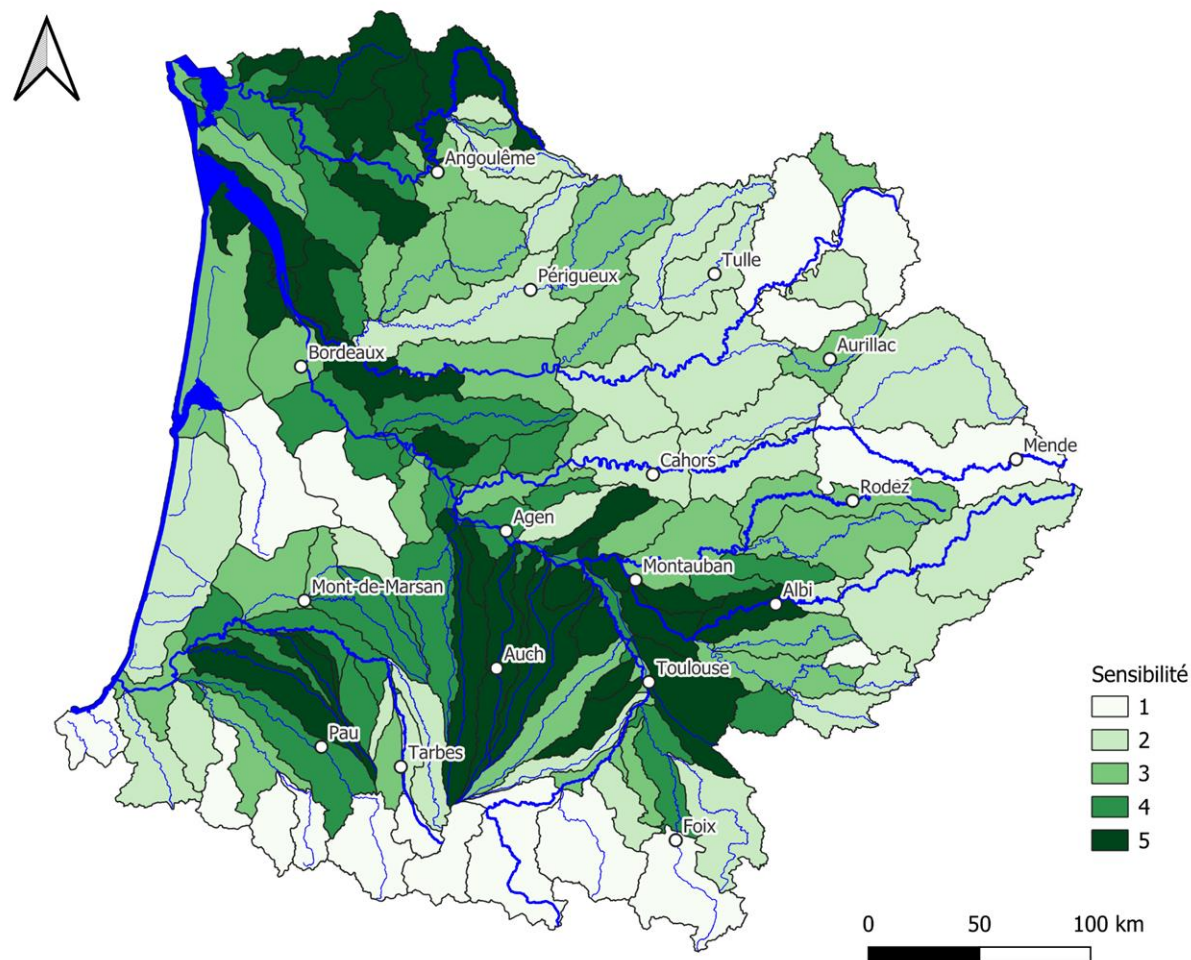 Angoulême
Périgueux
Tulle
Bordeaux
Aurillac
Mende
Cahors
Rodez
Agen
Montauban
Mont-de-Marsan
Albi
Auch
Toulouse
Pau
Tarbes
Foix
Sensibilité
1
2
3
4
5
0 50 100 km